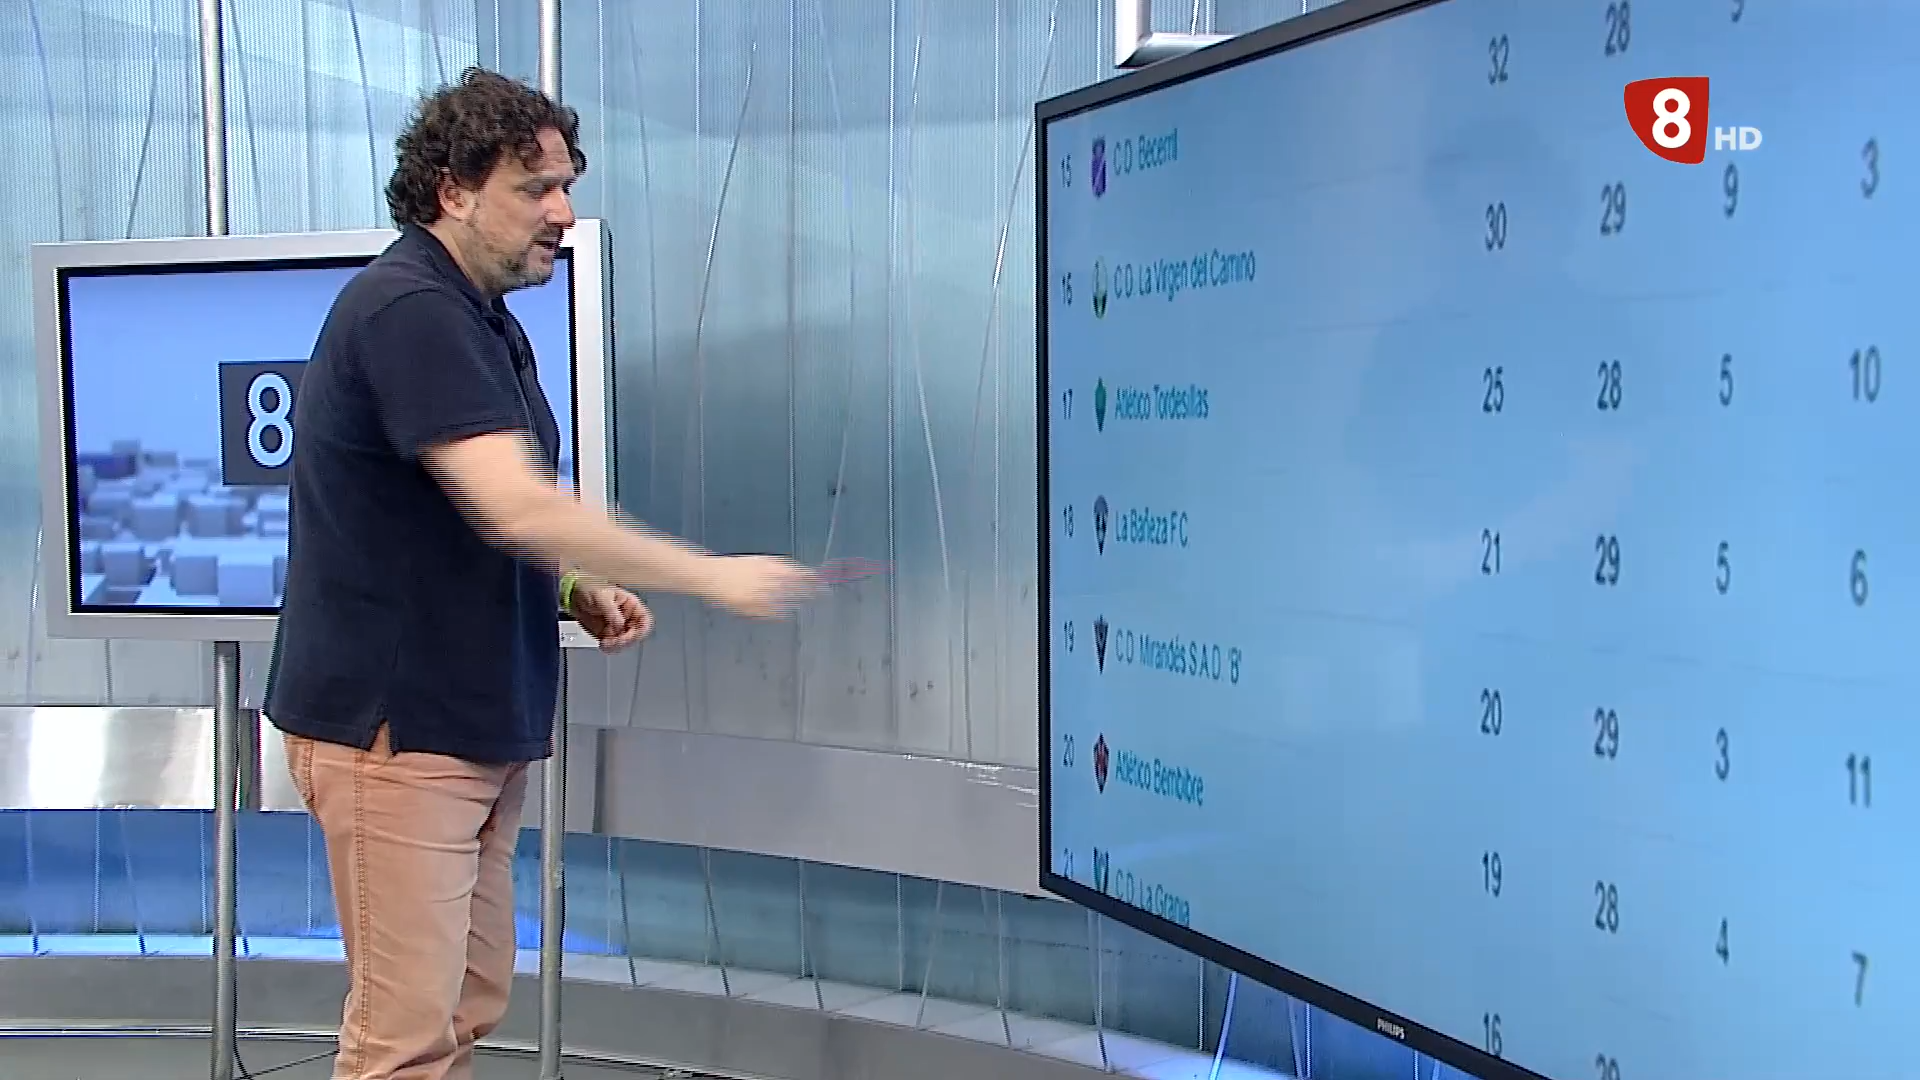 8 HD
8
32 28 9
15 C.D. Becerril 30 29 9 3
16 C.D. La Virgen del Camino 25 28 5 10
17 Atlético Tordesillas 21 29 5 6
18 La Bañeza F.C. 20 29 3 11
19 C.D. Mirandés S.A.D. 'B' 19 28 4 7
20 Atlético Bembibre 16
21 C.D. La Granja
PHILIPS